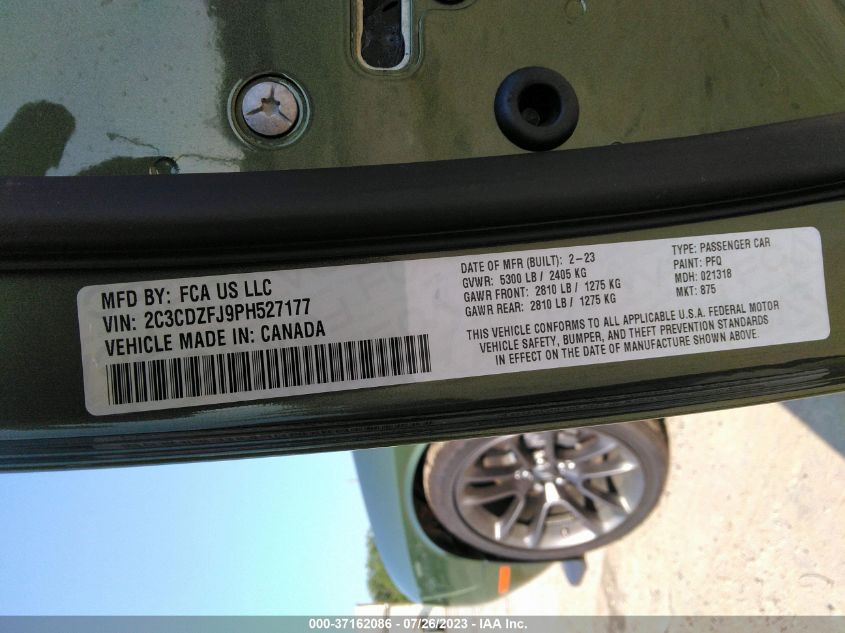 MFD BY: FCA US LLC
VIN: 2C3CDZFJ9PH527177
VEHICLE MADE IN: CANADA
DATE OF MFR (BUILT): 2-23
GVWR: 5300 LB / 2405 KG
GAWR FRONT: 2810 LB / 1275 KG
GAWR REAR: 2810 LB / 1275 KG
TYPE: PASSENGER CAR
PAINT: PFQ
MDH: 021318
MKT: 875
THIS VEHICLE CONFORMS TO ALL APPLICABLE U.S.A. FEDERAL MOTOR
VEHICLE SAFETY, BUMPER, AND THEFT PREVENTION STANDARDS
IN EFFECT ON THE DATE OF MANUFACTURE SHOWN ABOVE.
000-37162086 - 07/26/2023 - IAA Inc.